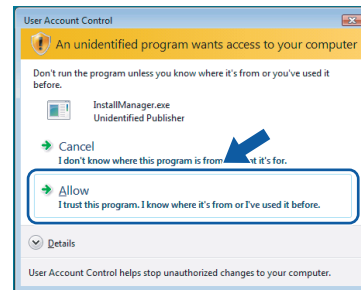 User Account Control
An unidentified program wants access to your computer
Don't run the program unless you know where it's from or you've used it
before.
InstallManager.exe
Unidentified Publisher
Cancel
I don't know where this program is from it's for.
Allow
I trust this program. I know where it's from or I've used it before.
Details
User Account Control helps stop unauthorized changes to your computer.